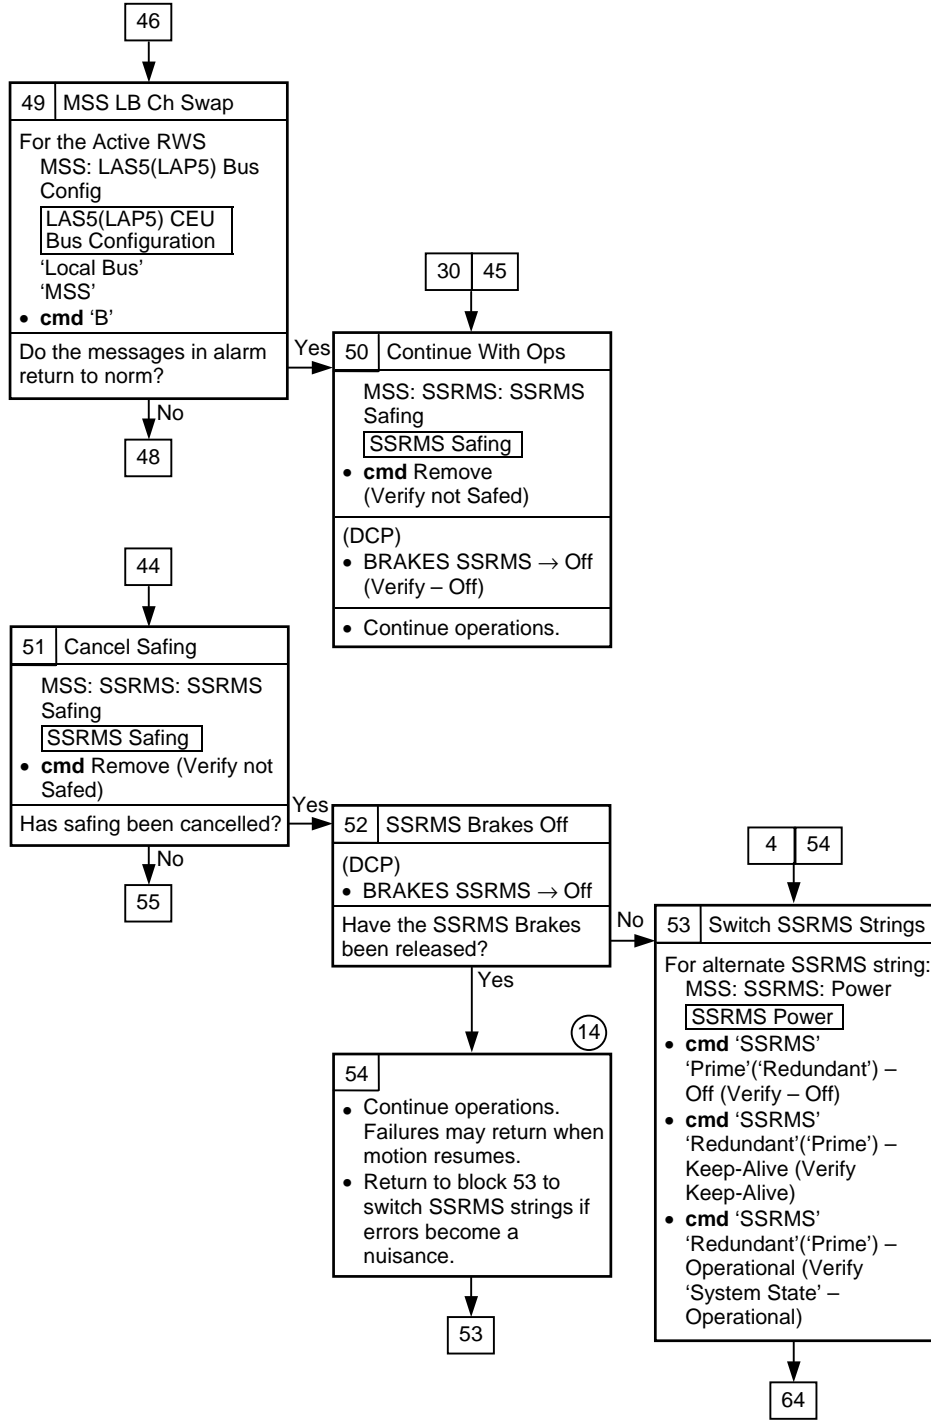 46
49 MSS LB Ch Swap
For the Active RWS
MSS: LAS5(LAP5) Bus
Config
LAS5(LAP5) CEU
Bus Configuration
‘Local Bus’
‘MSS’
• cmd ‘B’
Do the messages in alarm
return to norm?
Yes
No
48
30 45
50 Continue With Ops
MSS: SSRMS: SSRMS
Safing
SSRMS Safing
• cmd Remove
(Verify not Safed)
(DCP)
• BRAKES SSRMS → Off
(Verify – Off)
• Continue operations.
44
51 Cancel Safing
MSS: SSRMS: SSRMS
Safing
SSRMS Safing
• cmd Remove (Verify not
Safed)
Has safing been cancelled?
Yes
No
55
52 SSRMS Brakes Off
(DCP)
• BRAKES SSRMS → Off
Have the SSRMS Brakes
been released?
No
Yes
4 54
53 Switch SSRMS Strings
For alternate SSRMS string:
MSS: SSRMS: Power
SSRMS Power
• cmd ‘SSRMS’
‘Prime’(‘Redundant’) –
Off (Verify – Off)
• cmd ‘SSRMS’
‘Redundant’(‘Prime’) –
Keep-Alive (Verify
Keep-Alive)
• cmd ‘SSRMS’
‘Redundant’(‘Prime’) –
Operational (Verify
‘System State’ –
Operational)
64
14
54
• Continue operations.
Failures may return when
motion resumes.
• Return to block 53 to
switch SSRMS strings if
errors become a
nuisance.
53